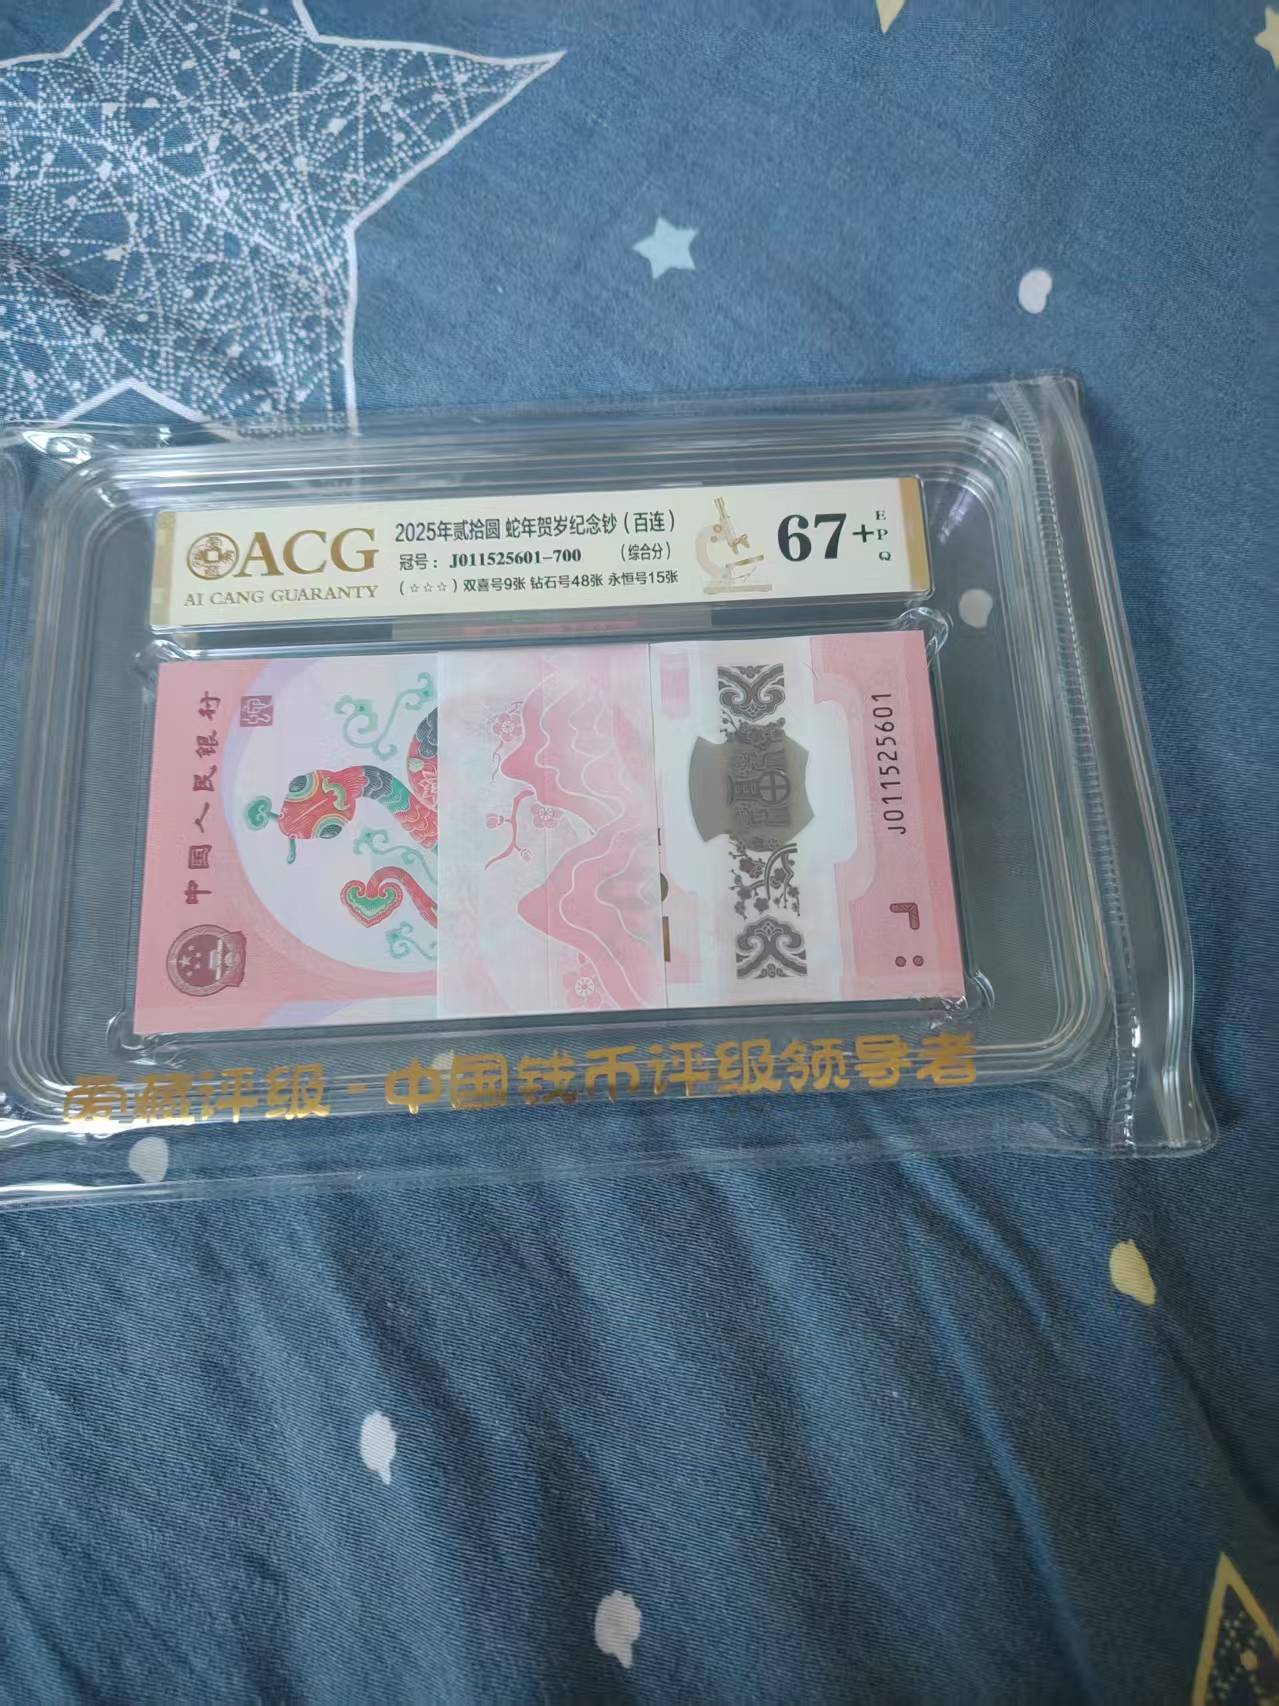 ACG
AI CANG GUARANTY
2025年贰拾圆 蛇年贺岁纪念钞(百连)
冠号: J011525601-700 (综合分)
(☆☆☆)双喜号9张 钻石号48张 永恒号15张
67+
EPQ
中国人民银行
J011525601
爱藏评级-中国钱币评级领导者